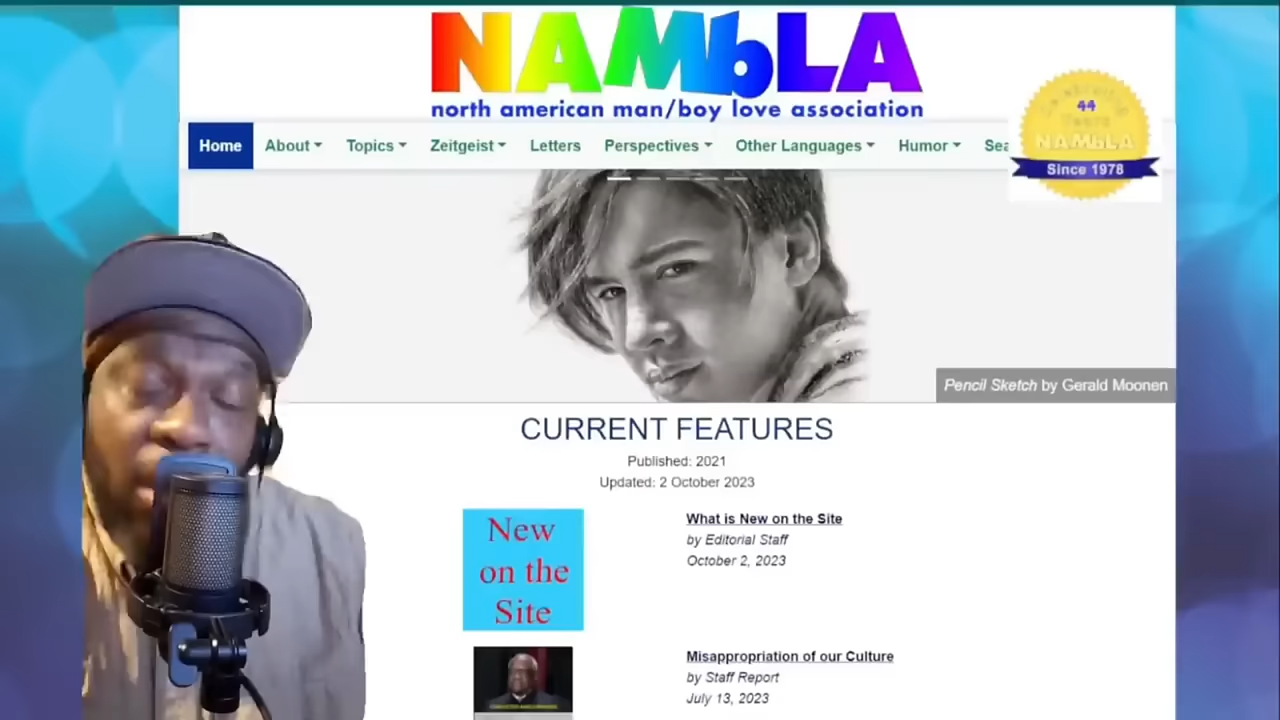 NAMbLA
north american man/boy love association
44
NAMbLA
Since 1978
Home
About
Topics
Zeitgeist
Letters
Perspectives
Other Languages
Humor
Sea
Pencil Sketch by Gerald Moonen
CURRENT FEATURES
Published: 2021
Updated: 2 October 2023
New
on the
Site
What is New on the Site
by Editorial Staff
October 2, 2023
Misappropriation of our Culture
by Staff Report
July 13, 2023